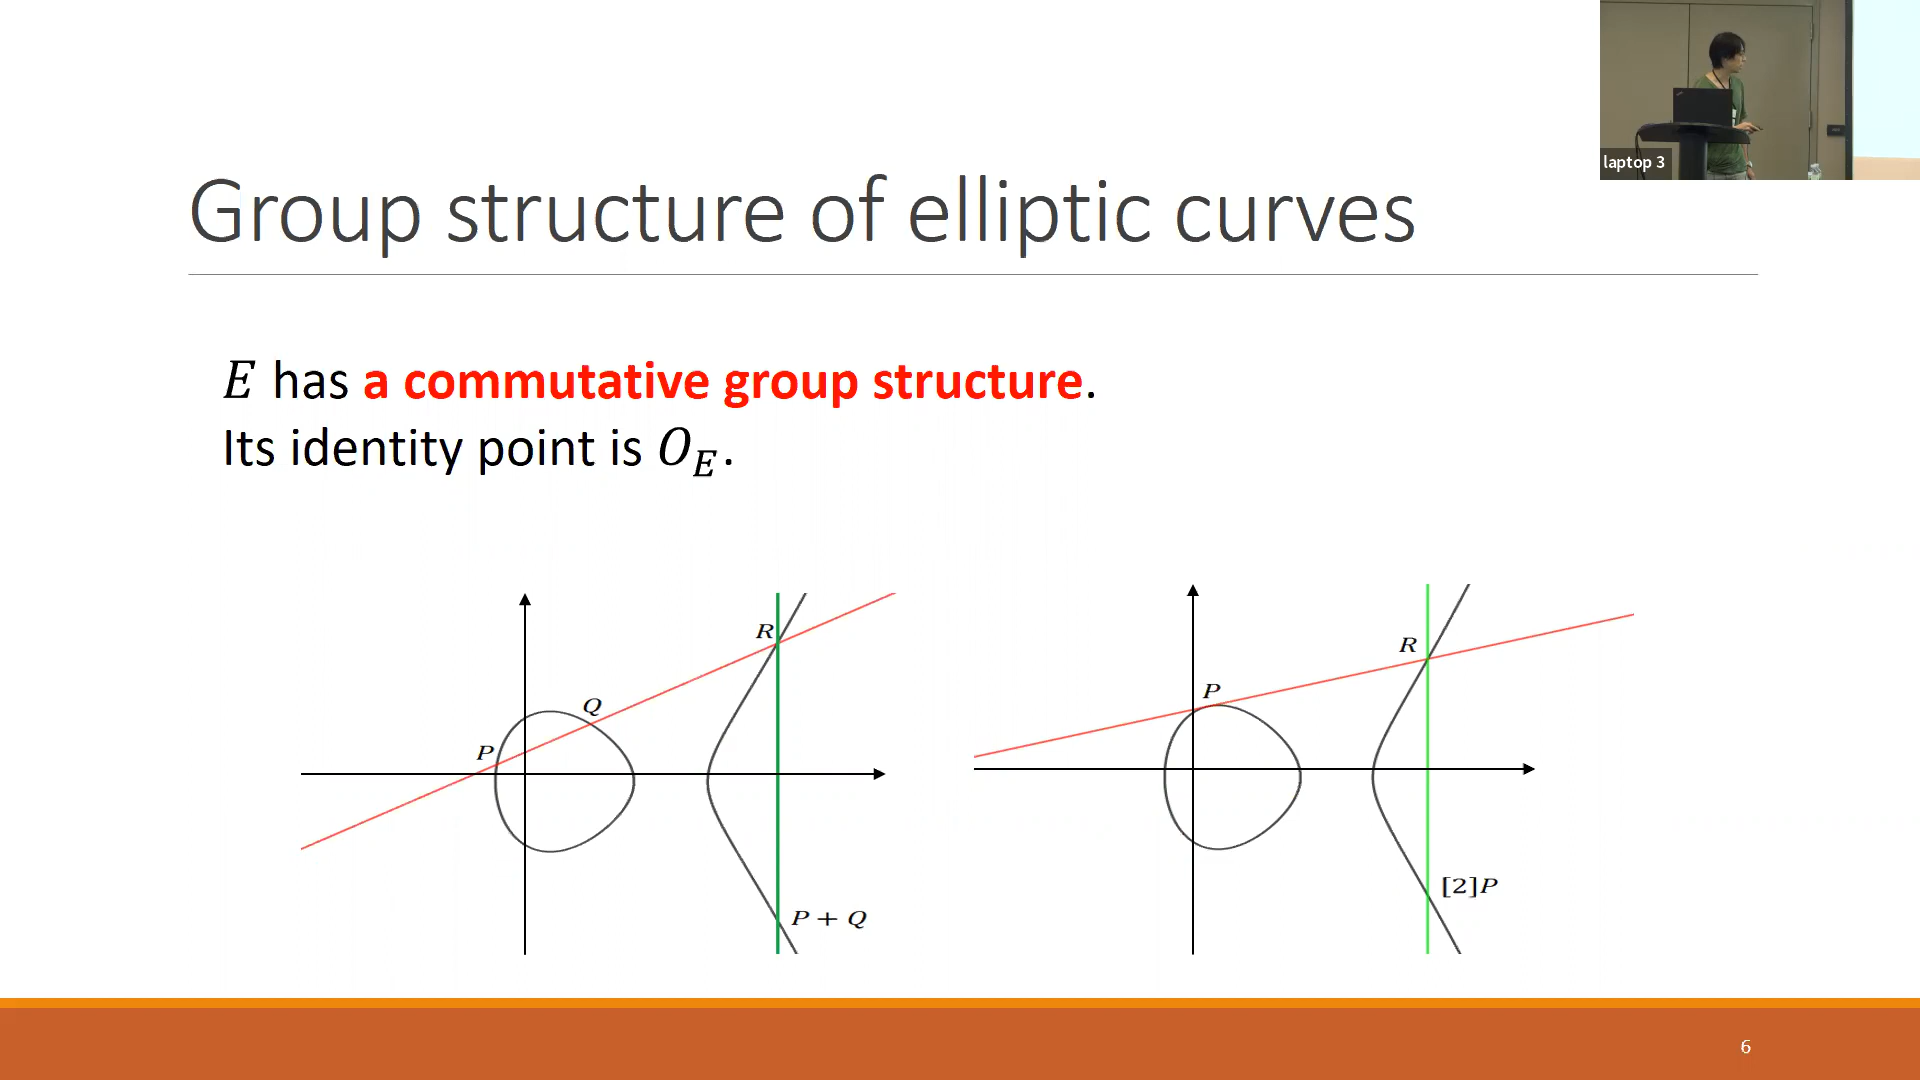 laptop 3
Group structure of elliptic curves
E has a commutative group structure.
Its identity point is O_E.
R
Q
P
P + Q
R
P
[2]P
6